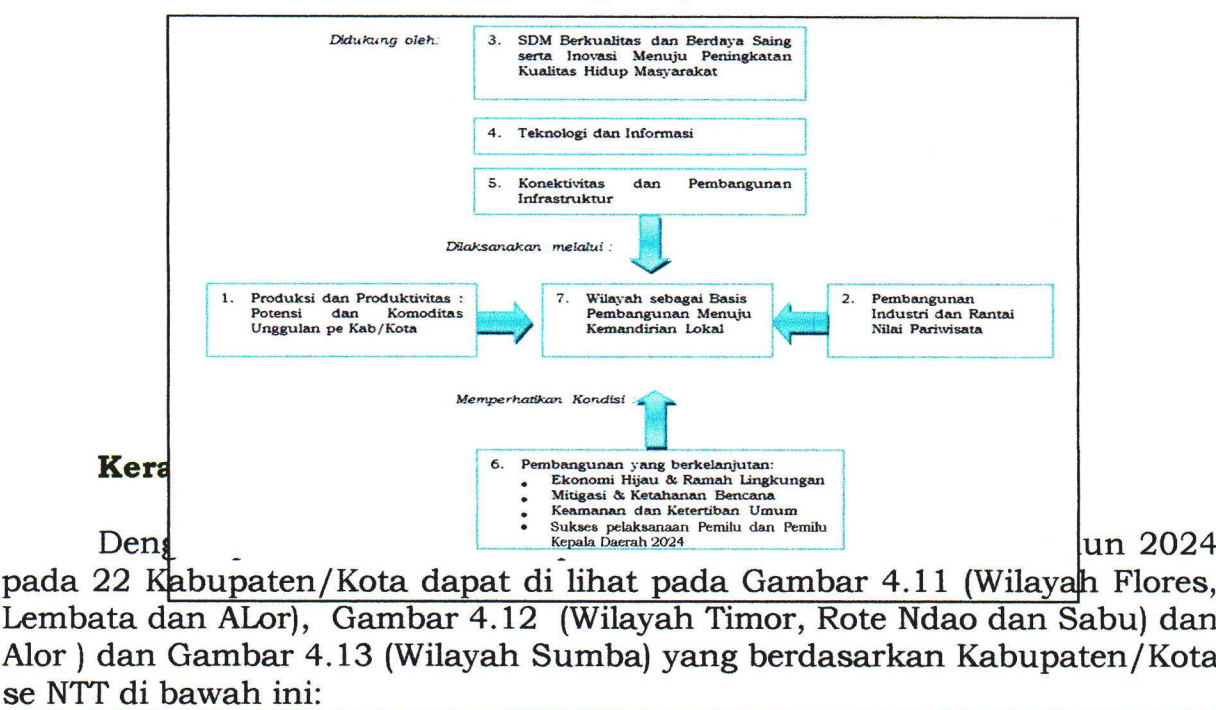 Didukung oleh:
3. SDM Berkualitas dan Berdaya Saing
serta Inovasi Menuju Peningkatan
Kualitas Hidup Masyarakat
4. Teknologi dan Informasi
5. Konektivitas dan Pembangunan
Infrastruktur
Dilaksanakan melalui :
1. Produksi dan Produktivitas :
Potensi dan Komoditas
Unggulan pe Kab/Kota
7. Wilayah sebagai Basis
Pembangunan Menuju
Kemandirian Lokal
2. Pembangunan
Industri dan Rantai
Nilai Pariwisata
Memperhatikan Kondisi :
6. Pembangunan yang berkelanjutan:
• Ekonomi Hijau & Ramah Lingkungan
• Mitigasi & Ketahanan Bencana
• Keamanan dan Ketertiban Umum
• Sukses pelaksanaan Pemilu dan Pemilu
Kepala Daerah 2024
Kera
Deng un 2024
pada 22 Kabupaten/Kota dapat di lihat pada Gambar 4.11 (Wilayah Flores,
Lembata dan ALor), Gambar 4.12 (Wilayah Timor, Rote Ndao dan Sabu) dan
Alor ) dan Gambar 4.13 (Wilayah Sumba) yang berdasarkan Kabupaten/Kota
se NTT di bawah ini: